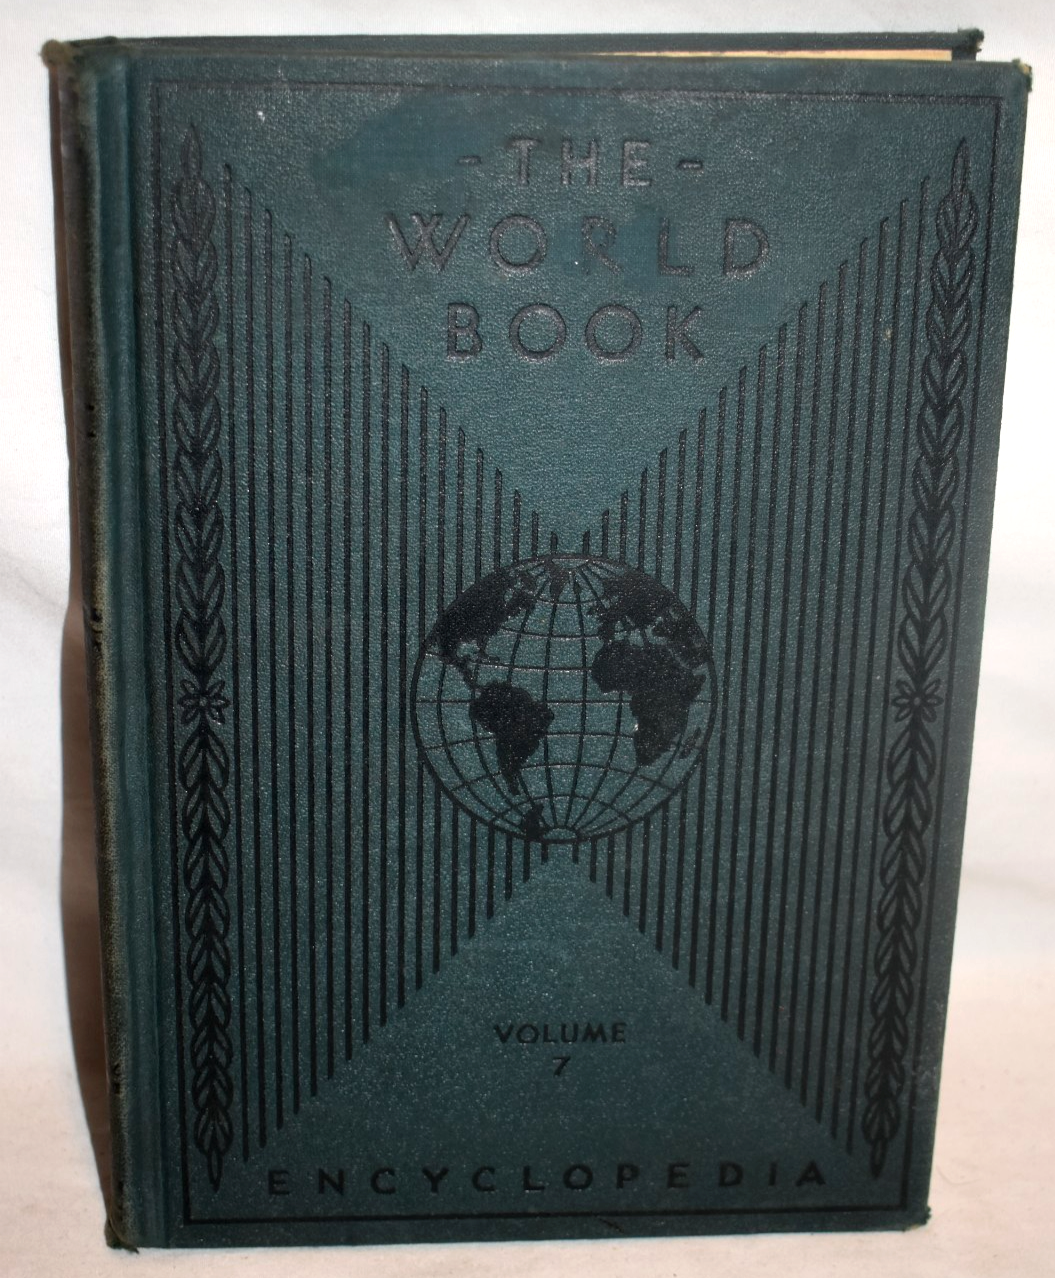 - THE -
WORLD
BOOK
VOLUME
7
ENCYCLOPEDIA